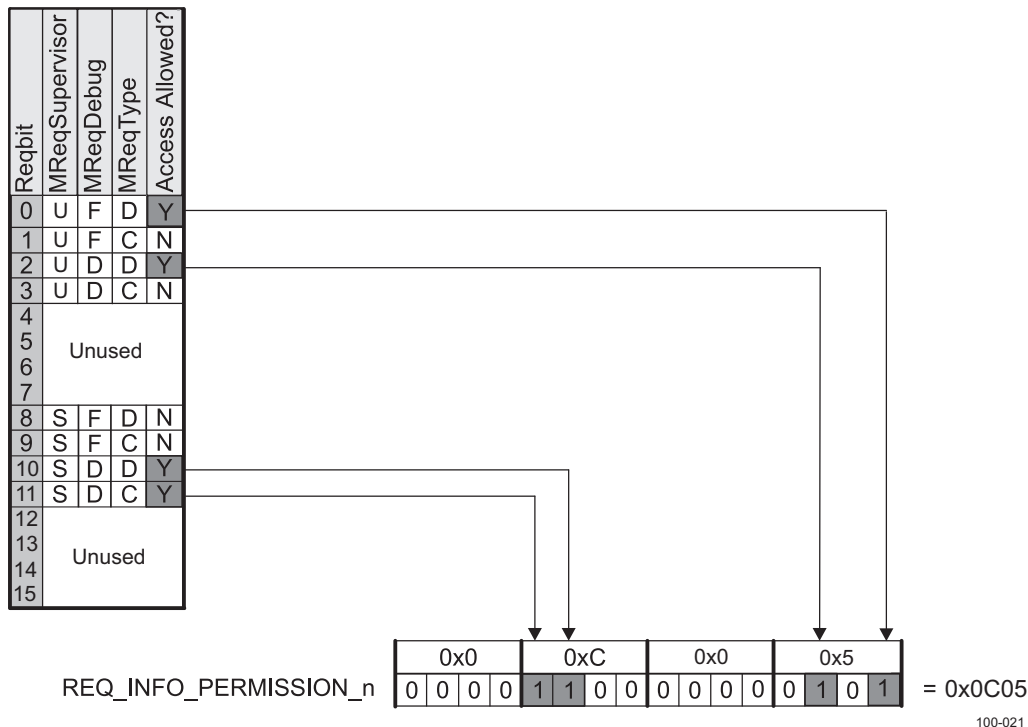 Reqbit MReqSupervisor MReqDebug MReqType Access Allowed?
0 U F D Y
1 U F C N
2 U D D Y
3 U D C N
4
5
6
7
Unused
8 S F D N
9 S F C N
10 S D D Y
11 S D C Y
12
13
14
15
Unused
0x0 0xC 0x0 0x5
REQ_INFO_PERMISSION_n 0 0 0 0 1 1 0 0 0 0 0 0 0 1 0 1 = 0x0C05
100-021